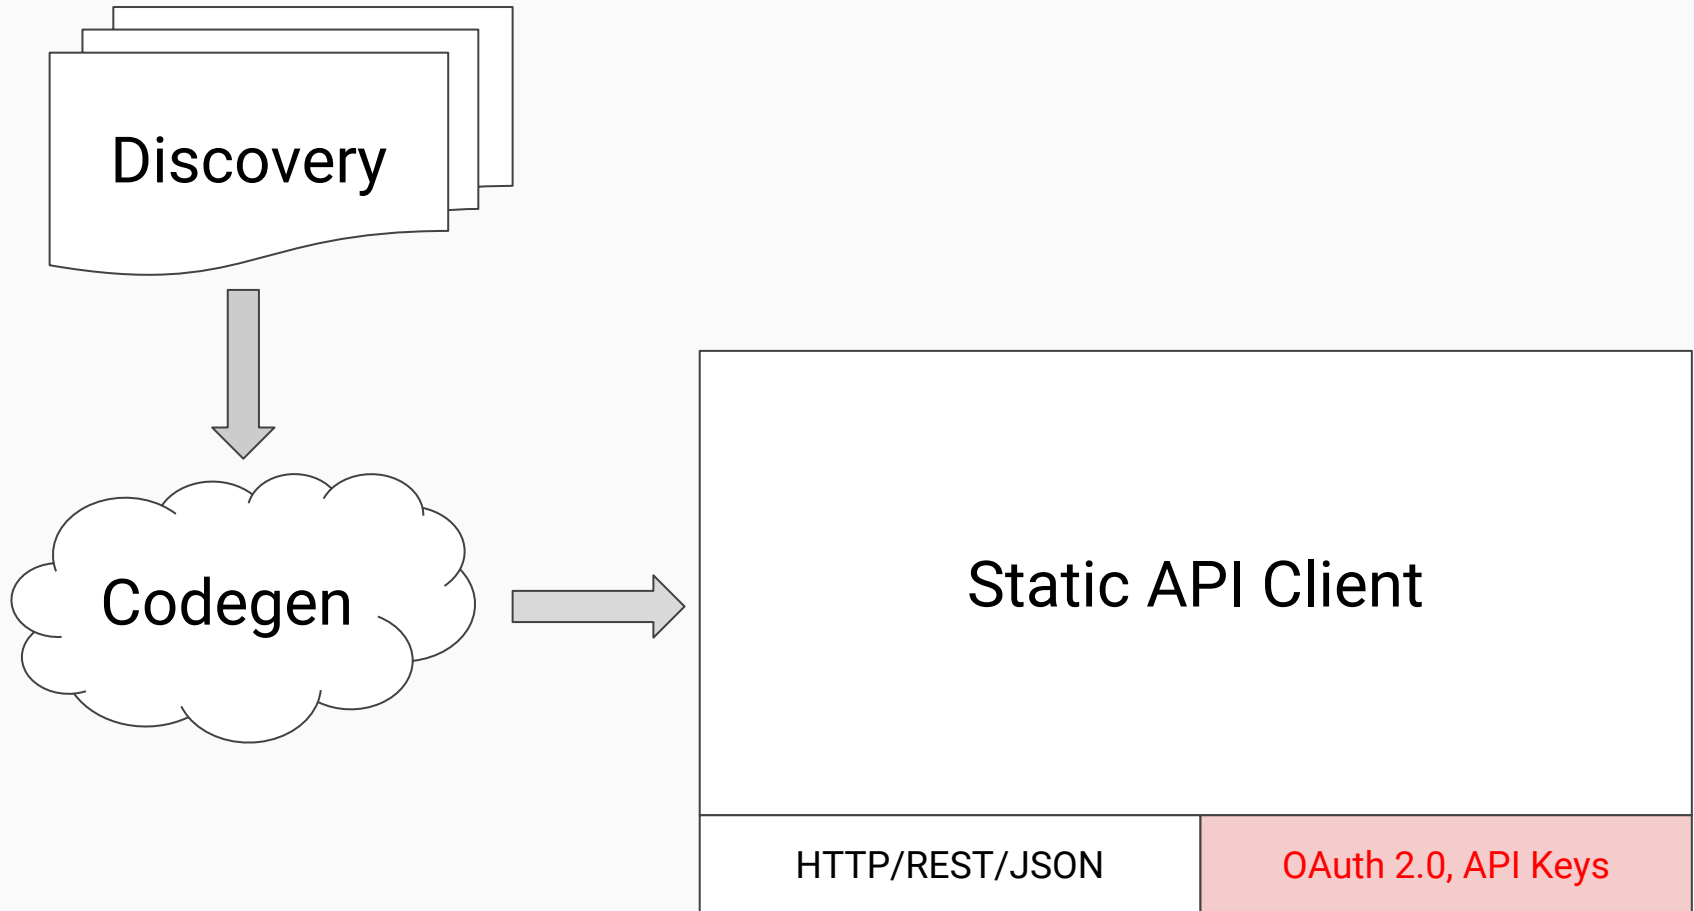 Discovery
Codegen
Static API Client
HTTP/REST/JSON
OAuth 2.0, API Keys